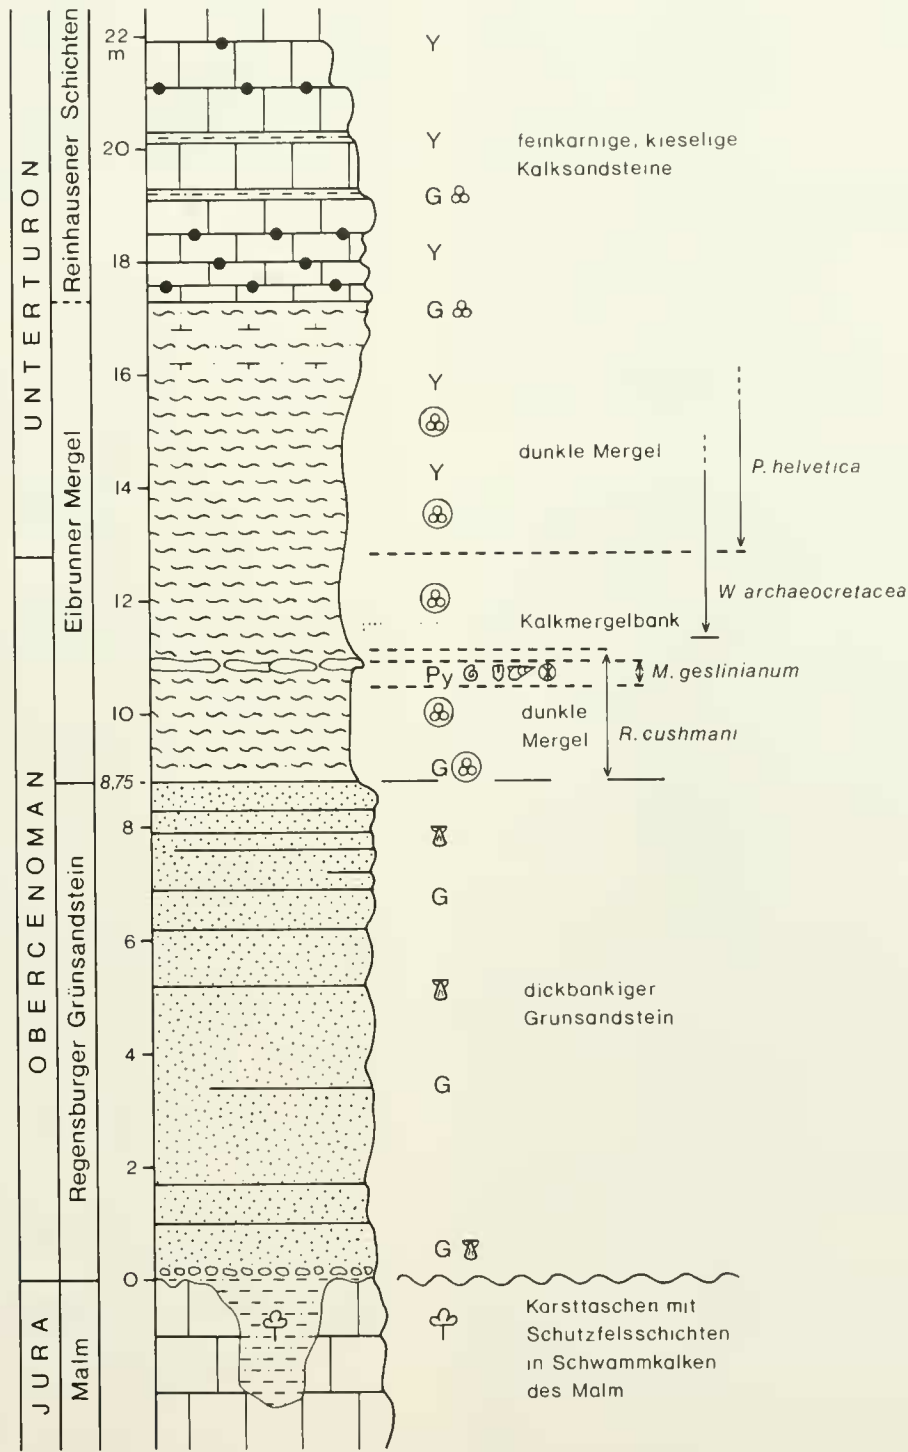 UNTERTURON
OBERCENOMAN
JURA
Reinhausener Schichten
Eibrunner Mergel
Regensburger Grünsandstein
Malm
22
m
20
18
16
14
12
10
8,75
8
6
4
2
0
Y
Y
G
Y
G
Y
Y
Py
G
G
G
G
feinkärnige, kieselige
Kalksandsteine
dunkle Mergel
P. helvetica
W archaeocretacea
Kalkmergelbank
M. geslinianum
dunkle
Mergel
R. cushmani
dickbankiger
Grunsandstein
Karsttaschen mit
Schutzfelsschichten
in Schwammkalken
des Malm